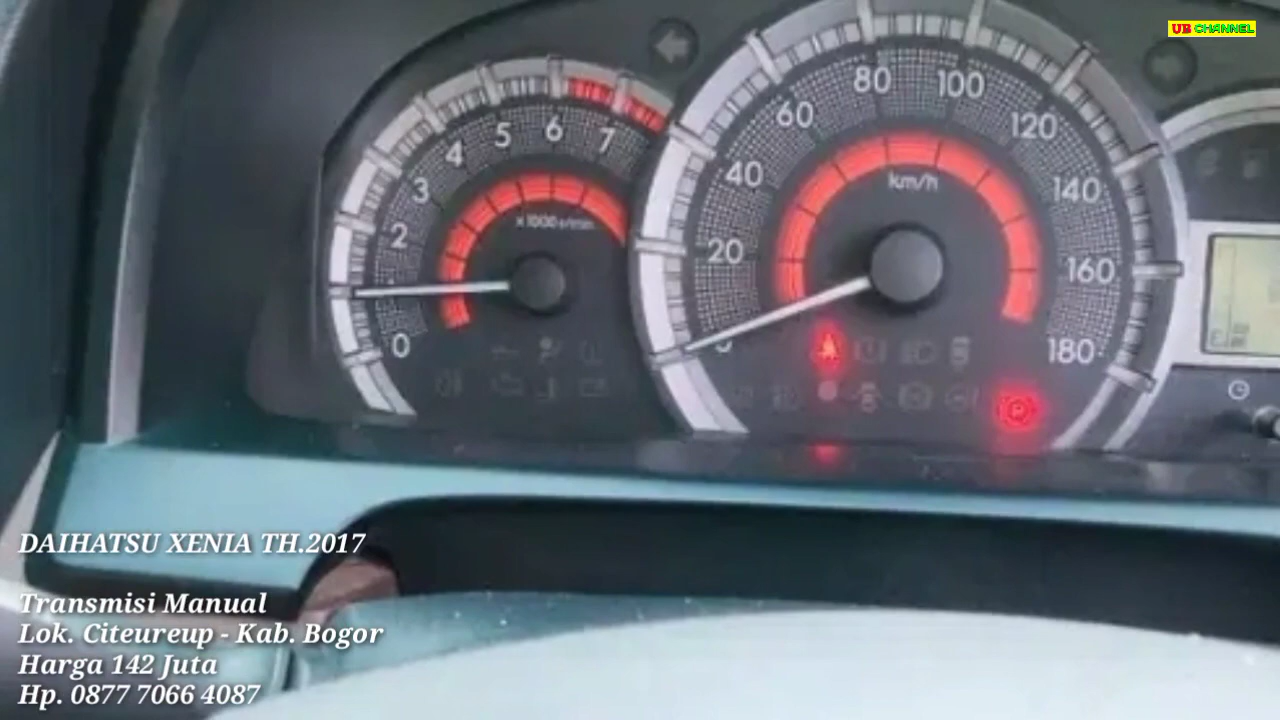 UB CHANNEL
5 6 7
4
3
2
0
x1000 r/min
80 100
60 120
40 140
km/h
20 160
180
P
DAIHATSU XENIA TH.2017
Transmisi Manual
Lok. Citeureup - Kab. Bogor
Harga 142 Juta
Hp. 0877 7066 4087